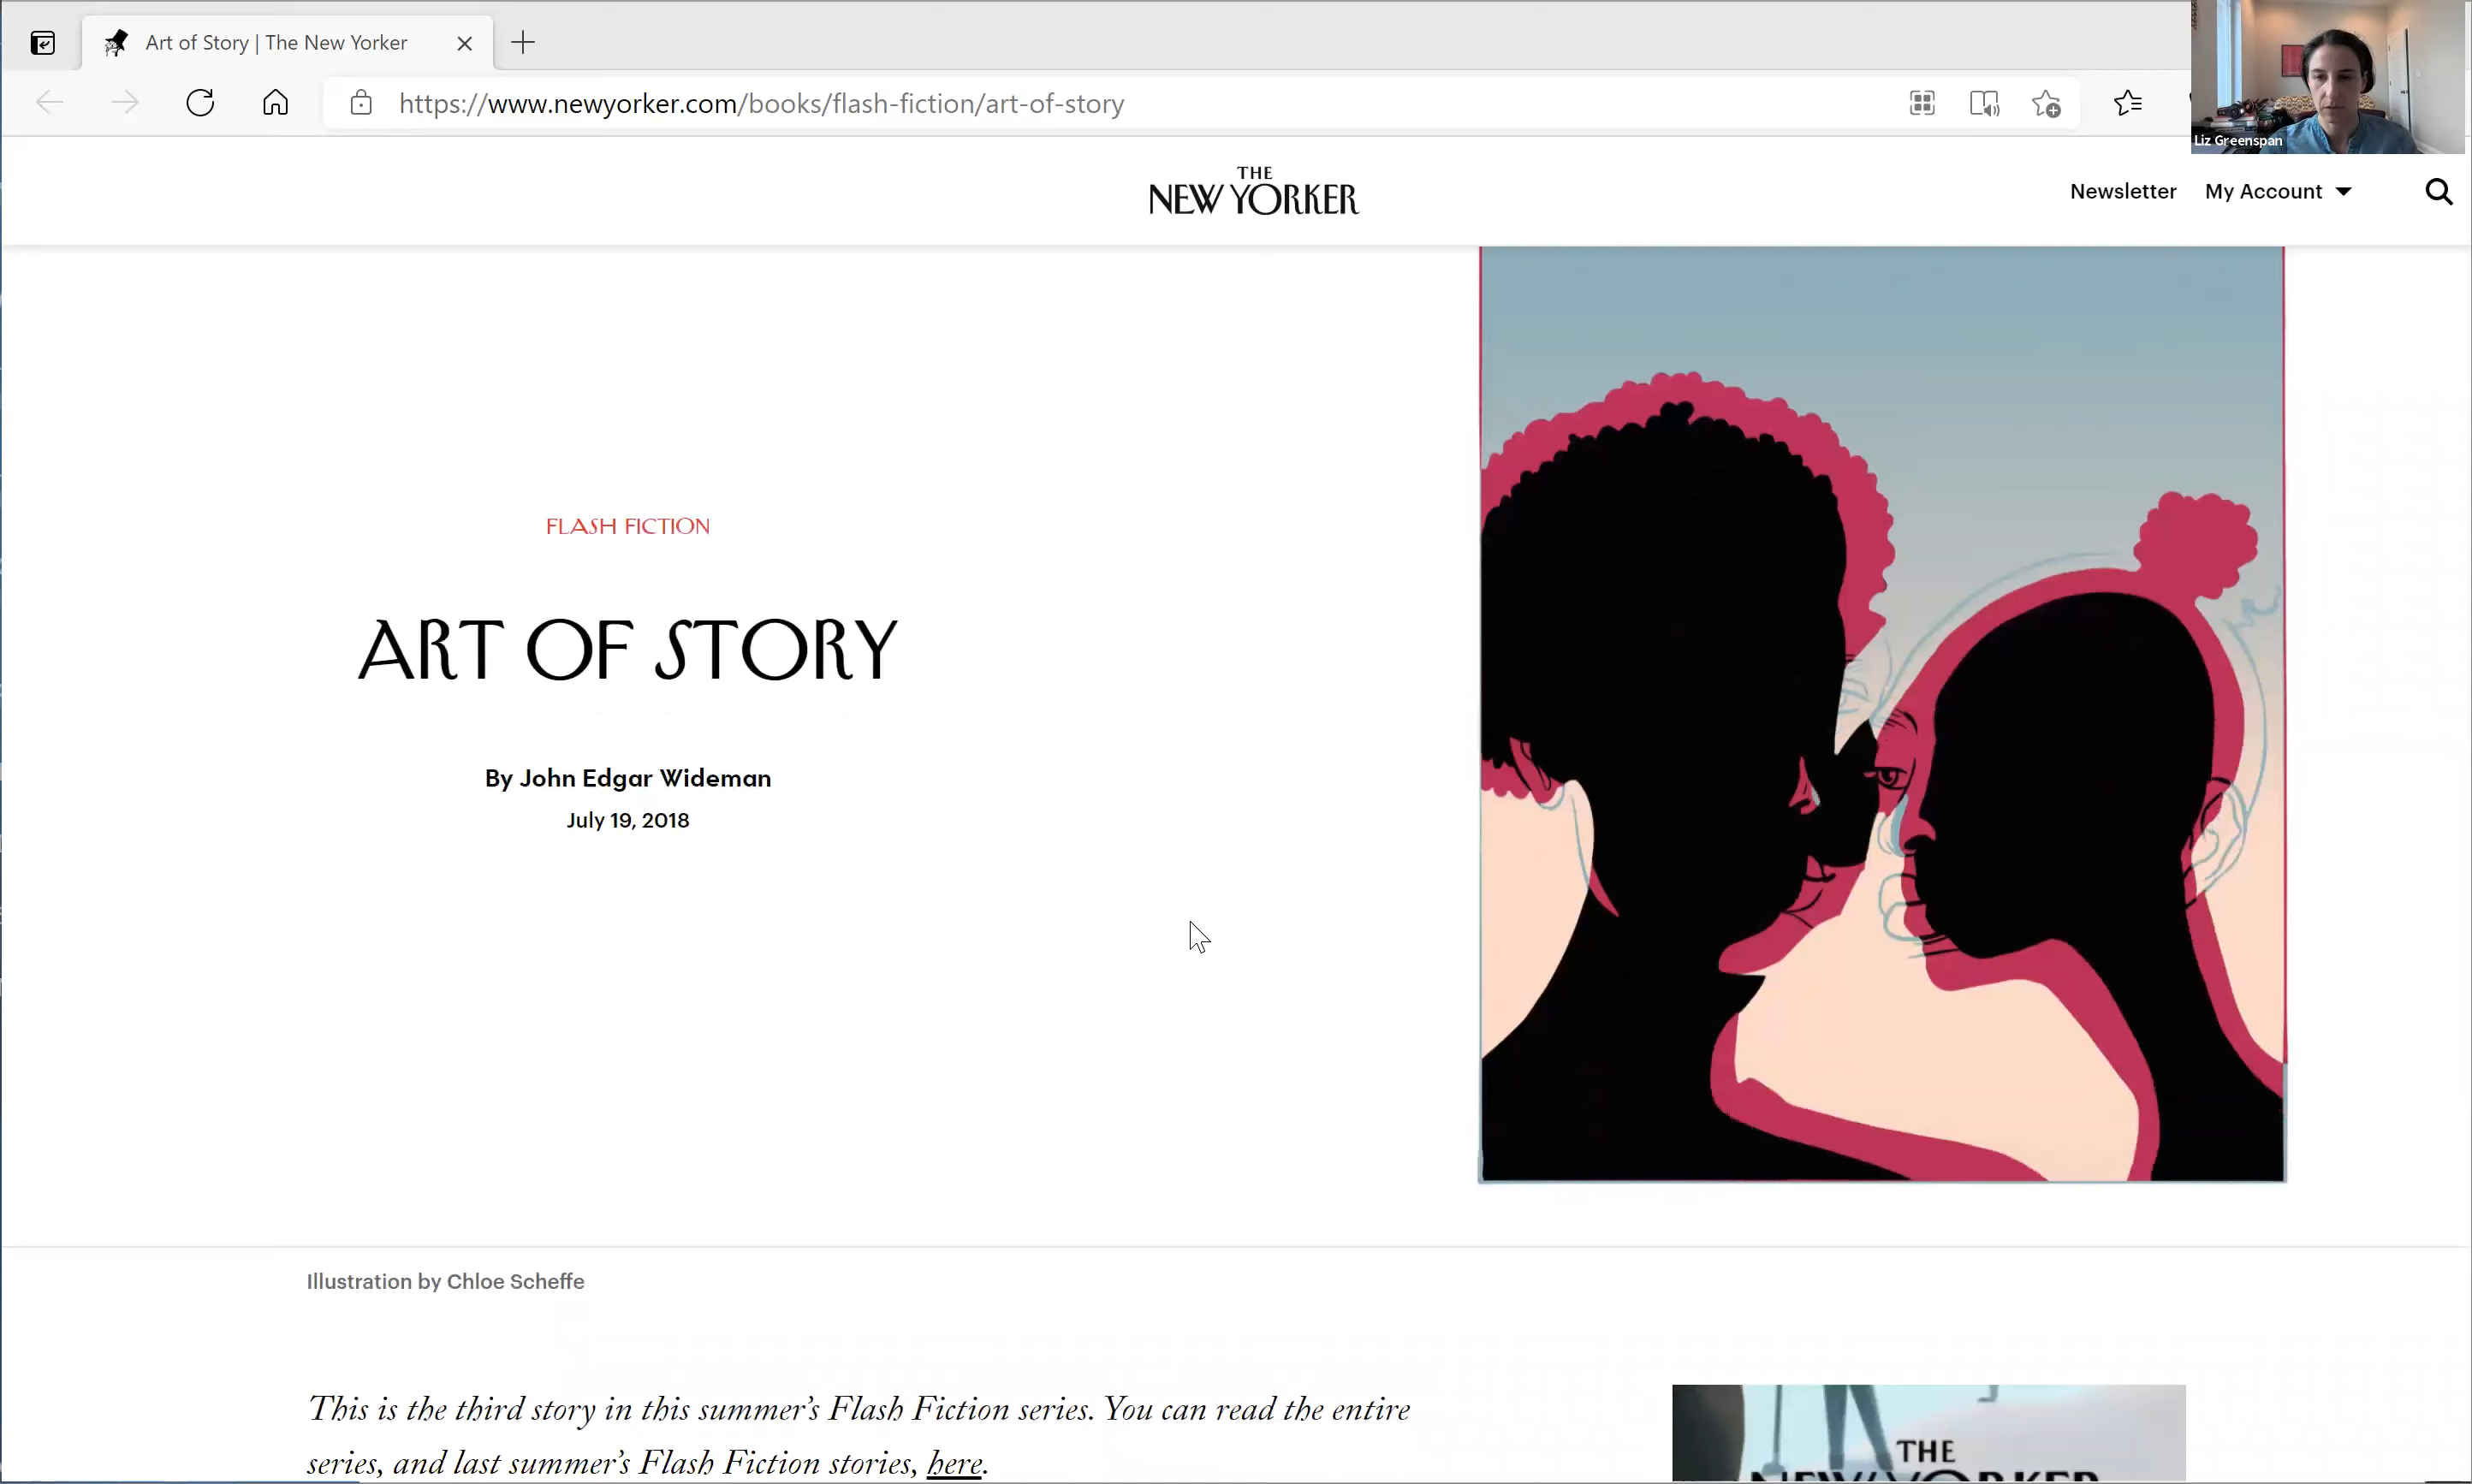 Art of Story | The New Yorker
https://www.newyorker.com/books/flash-fiction/art-of-story
Liz Greenspan
THE
NEW YORKER
Newsletter
My Account
FLASH FICTION
ART OF STORY
By John Edgar Wideman
July 19, 2018
Illustration by Chloe Scheffe
This is the third story in this summer’s Flash Fiction series. You can read the entire
series, and last summer’s Flash Fiction stories, here.
THE
NEW YORKER